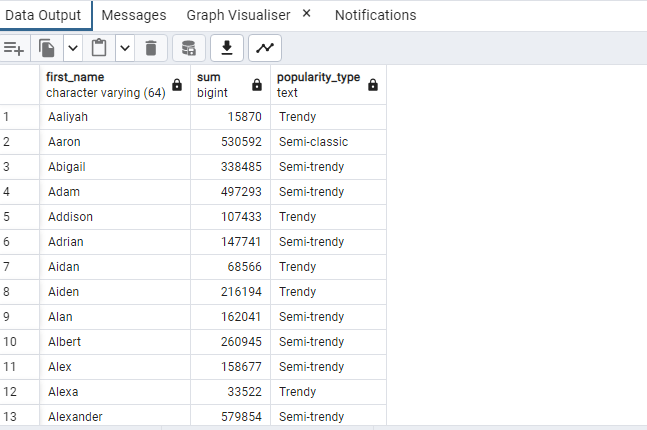 Data Output Messages Graph Visualiser × Notifications
first_name sum popularity_type
character varying (64) bigint text
1 Aaliyah 15870 Trendy
2 Aaron 530592 Semi-classic
3 Abigail 338485 Semi-trendy
4 Adam 497293 Semi-trendy
5 Addison 107433 Trendy
6 Adrian 147741 Semi-trendy
7 Aidan 68566 Trendy
8 Aiden 216194 Trendy
9 Alan 162041 Semi-trendy
10 Albert 260945 Semi-trendy
11 Alex 158677 Semi-trendy
12 Alexa 33522 Trendy
13 Alexander 579854 Semi-trendy